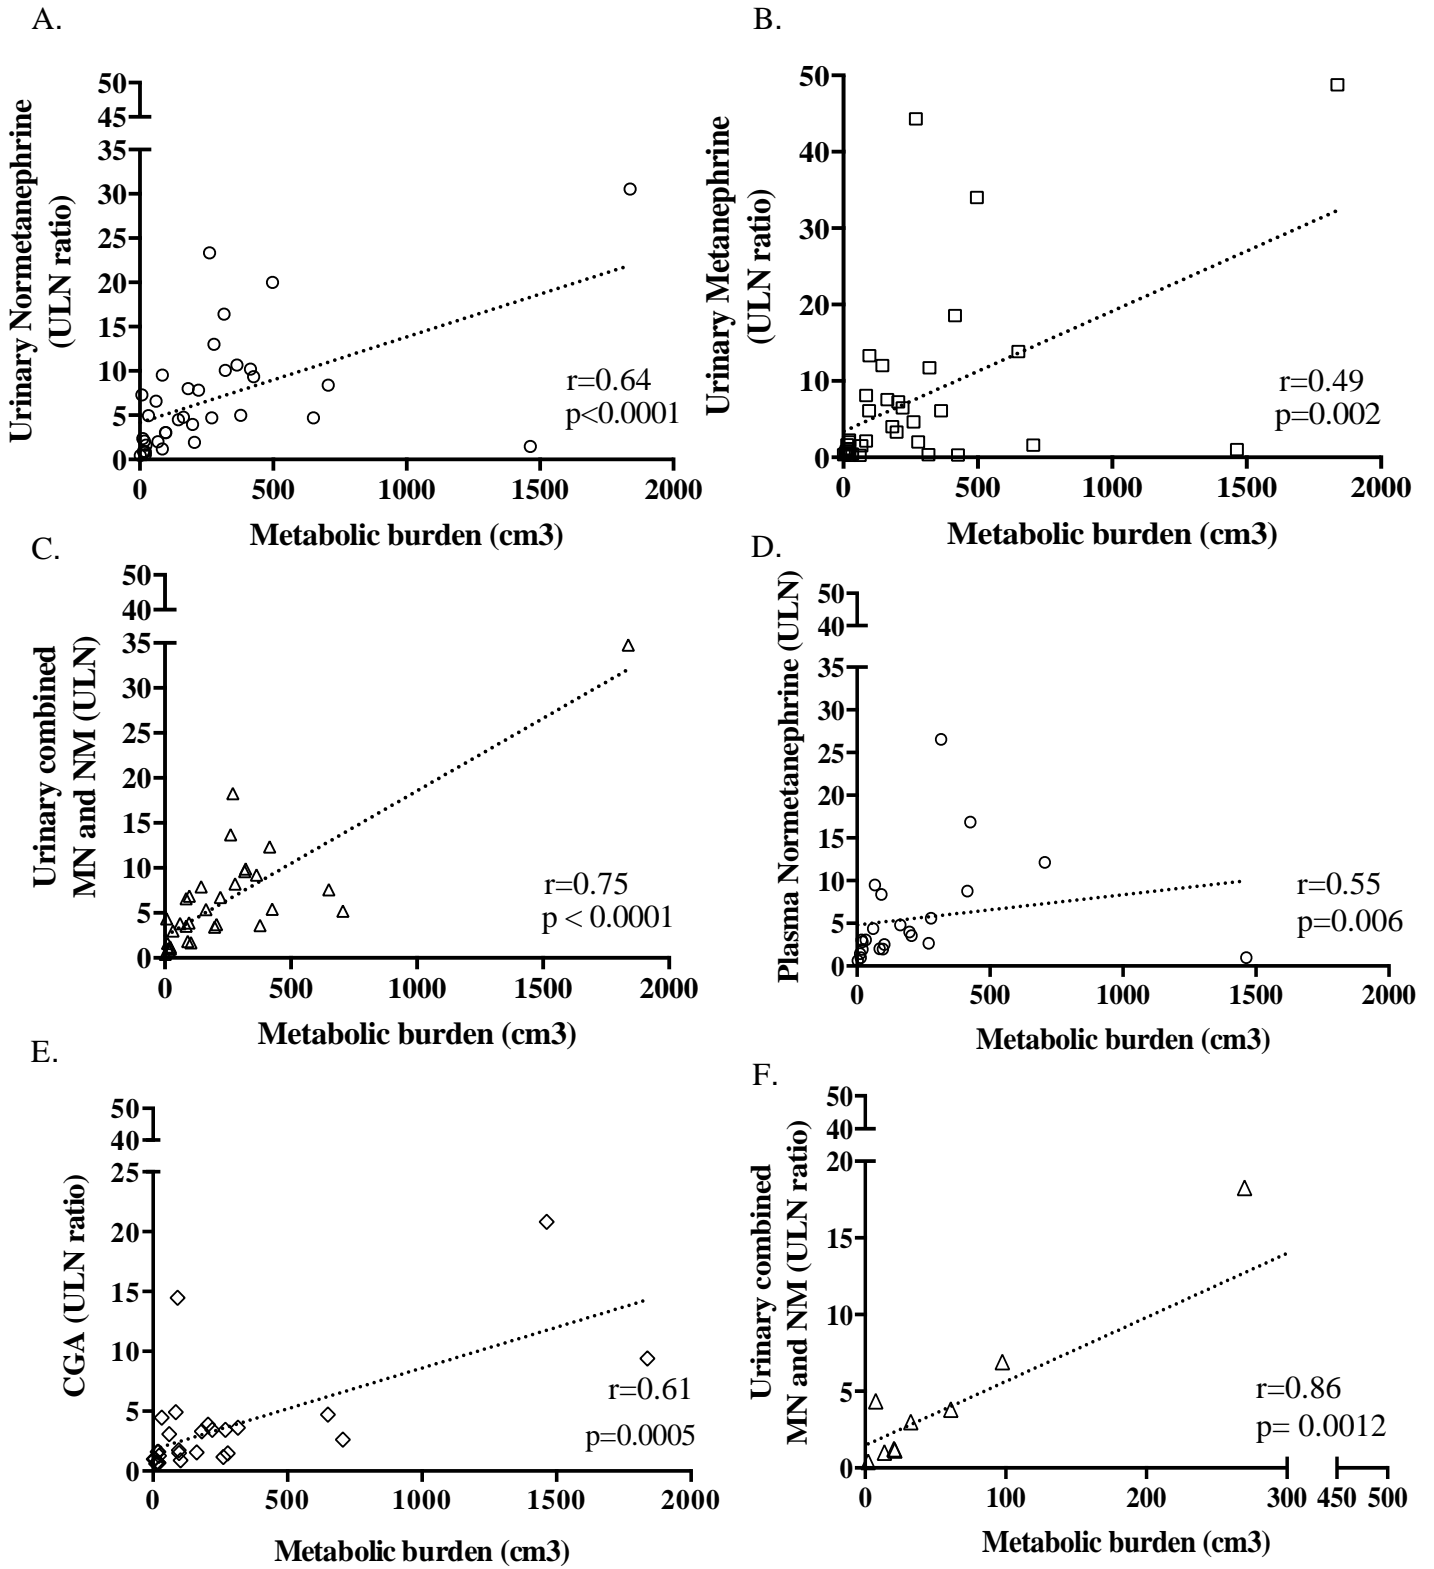 A.
Urinary Normetanephrine
(ULN ratio)
50
45
35
30
25
20
15
10
5
0
r=0.64
p<0.0001
0 500 1000 1500 2000
Metabolic burden (cm3)
B.
Urinary Metanephrine
(ULN ratio)
50
40
30
20
10
0
r=0.49
p=0.002
0 500 1000 1500 2000
Metabolic burden (cm3)
C.
Urinary combined
MN and NM (ULN)
50
40
35
30
25
20
15
10
5
0
r=0.75
p < 0.0001
0 500 1000 1500 2000
Metabolic burden (cm3)
D.
Plasma Normetanephrine (ULN)
50
40
35
30
25
20
15
10
5
0
r=0.55
p=0.006
0 500 1000 1500 2000
Metabolic burden (cm3)
E.
CGA (ULN ratio)
50
40
25
20
15
10
5
0
r=0.61
p=0.0005
0 500 1000 1500 2000
Metabolic burden (cm3)
F.
Urinary combined
MN and NM (ULN ratio)
50
40
20
15
10
5
0
r=0.86
p= 0.0012
0 100 200 300 450 500
Metabolic burden (cm3)